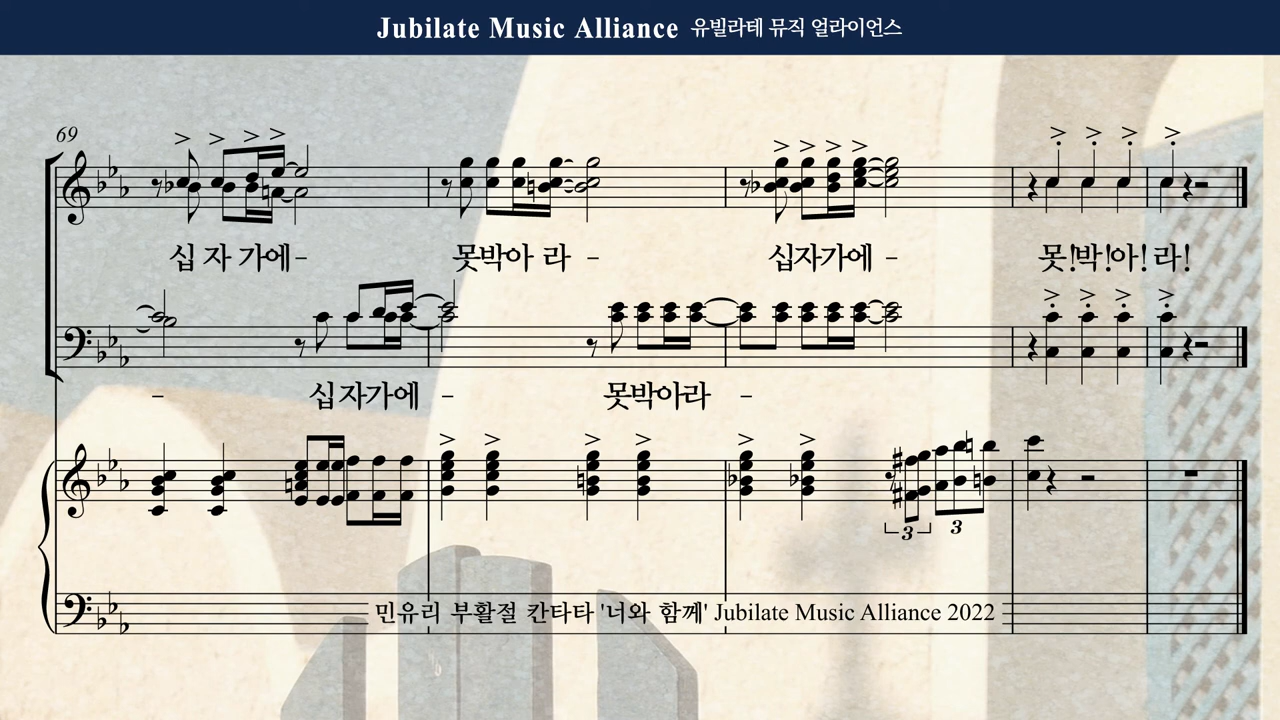 Jubilate Music Alliance 유빌라테 뮤직 얼라이언스
69
십 자 가에- 못박아 라 - 십자가에 - 못!박!아! 라!
- 십자가에 - 못박아라 -
3 3
민유리 부활절 칸타타 '너와 함께' Jubilate Music Alliance 2022